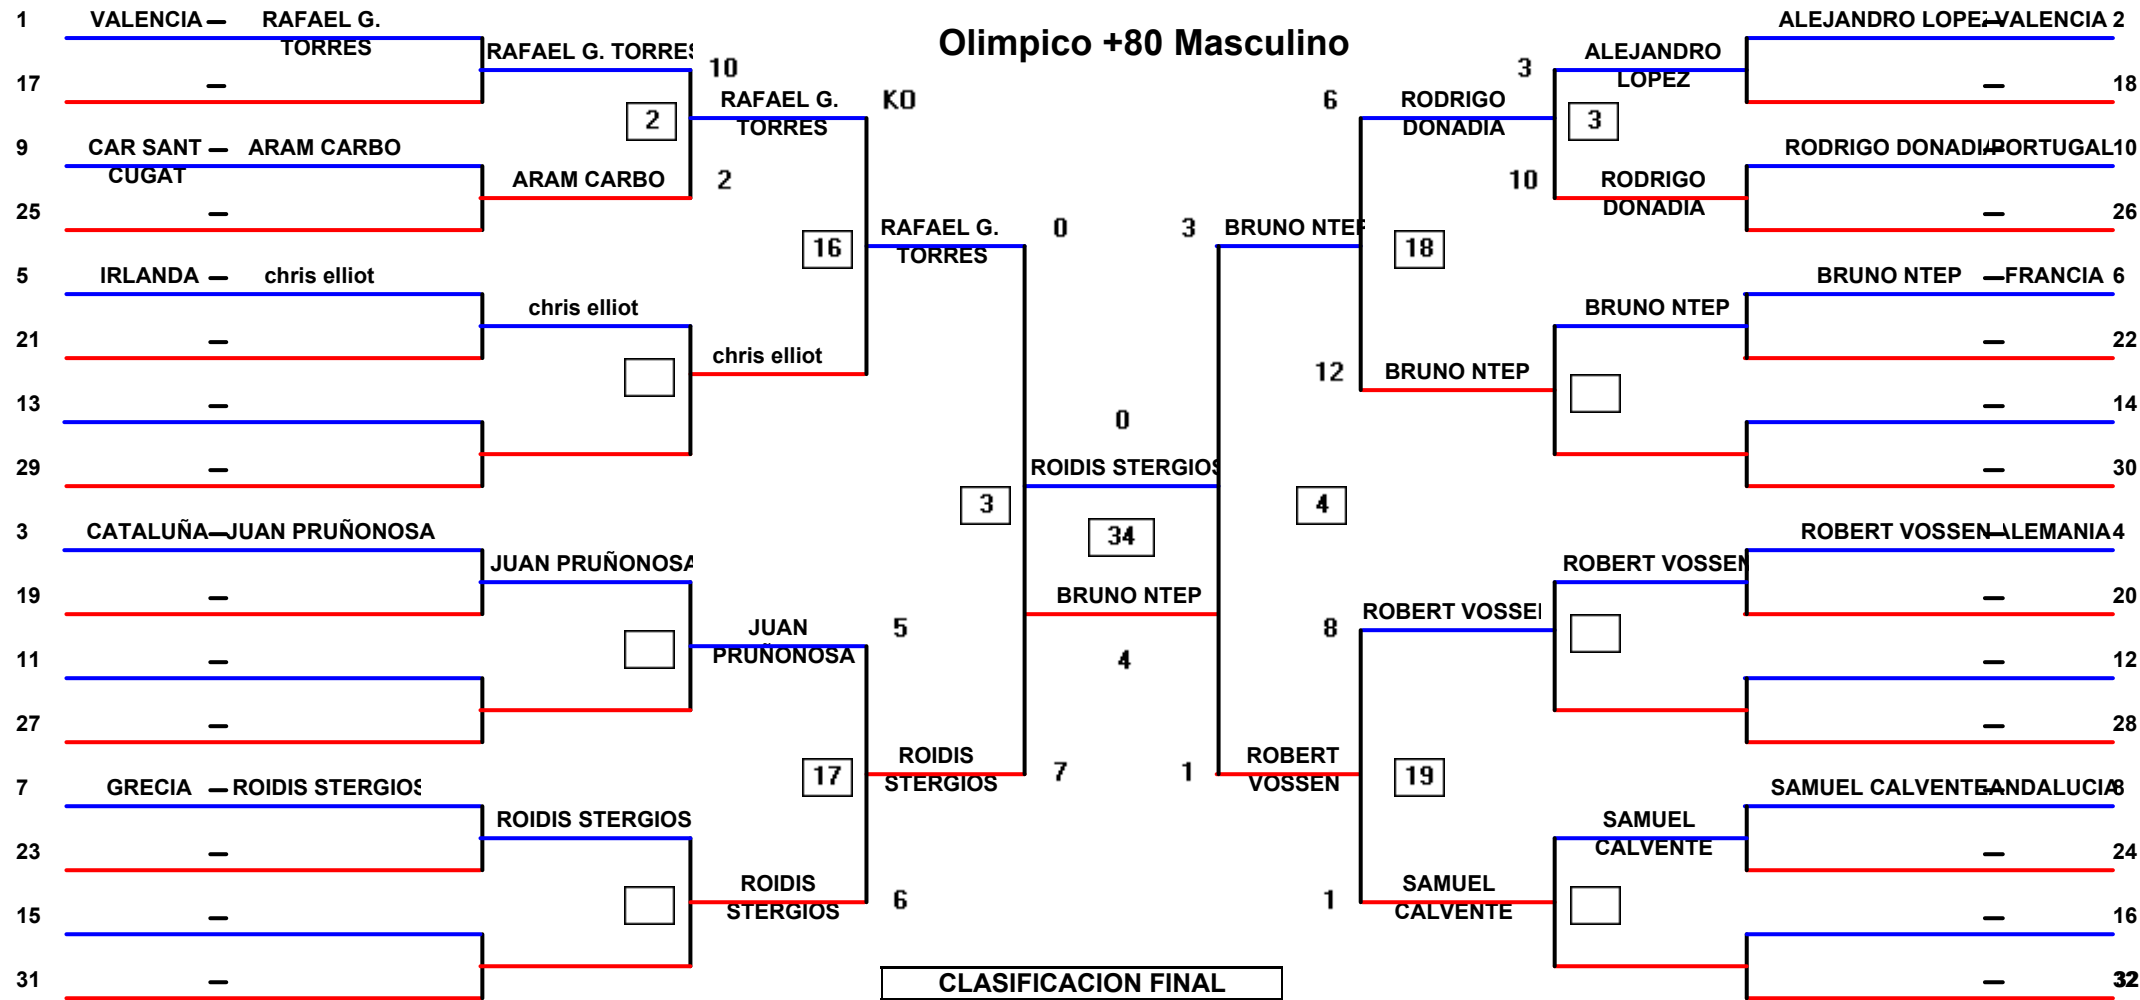 Olimpico +80 Masculino
1 VALENCIA – RAFAEL G. TORRES
17 –
9 CAR SANT CUGAT – ARAM CARBO
25 –
5 IRLANDA – chris elliot
21 –
13 –
29 –
3 CATALUÑA – JUAN PRUÑONOSA
19 –
11 –
27 –
7 GRECIA – ROIDIS STERGIOS
23 –
15 –
31 –
RAFAEL G. TORRES 10
2
ARAM CARBO 2
chris elliot
JUAN PRUÑONOSA
ROIDIS STERGIOS
RAFAEL G. TORRES KO
16
chris elliot
JUAN PRUÑONOSA 5
17
ROIDIS STERGIOS 6
RAFAEL G. TORRES 0
3
ROIDIS STERGIOS 7
0
ROIDIS STERGIOS
34
BRUNO NTEP
4
3 BRUNO NTEP
4
1 ROBERT VOSSEN
6 RODRIGO DONADIA
18
12 BRUNO NTEP
8 ROBERT VOSSEN
19
1 SAMUEL CALVENTE
3 ALEJANDRO LOPEZ
3
10 RODRIGO DONADIA
BRUNO NTEP
ROBERT VOSSEN
SAMUEL CALVENTE
ALEJANDRO LOPEZ – VALENCIA 2
– 18
RODRIGO DONADIA – PORTUGAL 10
– 26
BRUNO NTEP – FRANCIA 6
– 22
– 14
– 30
ROBERT VOSSEN – ALEMANIA 4
– 20
– 12
– 28
SAMUEL CALVENTE – ANDALUCIA 8
– 24
– 16
– 32
CLASIFICACION FINAL